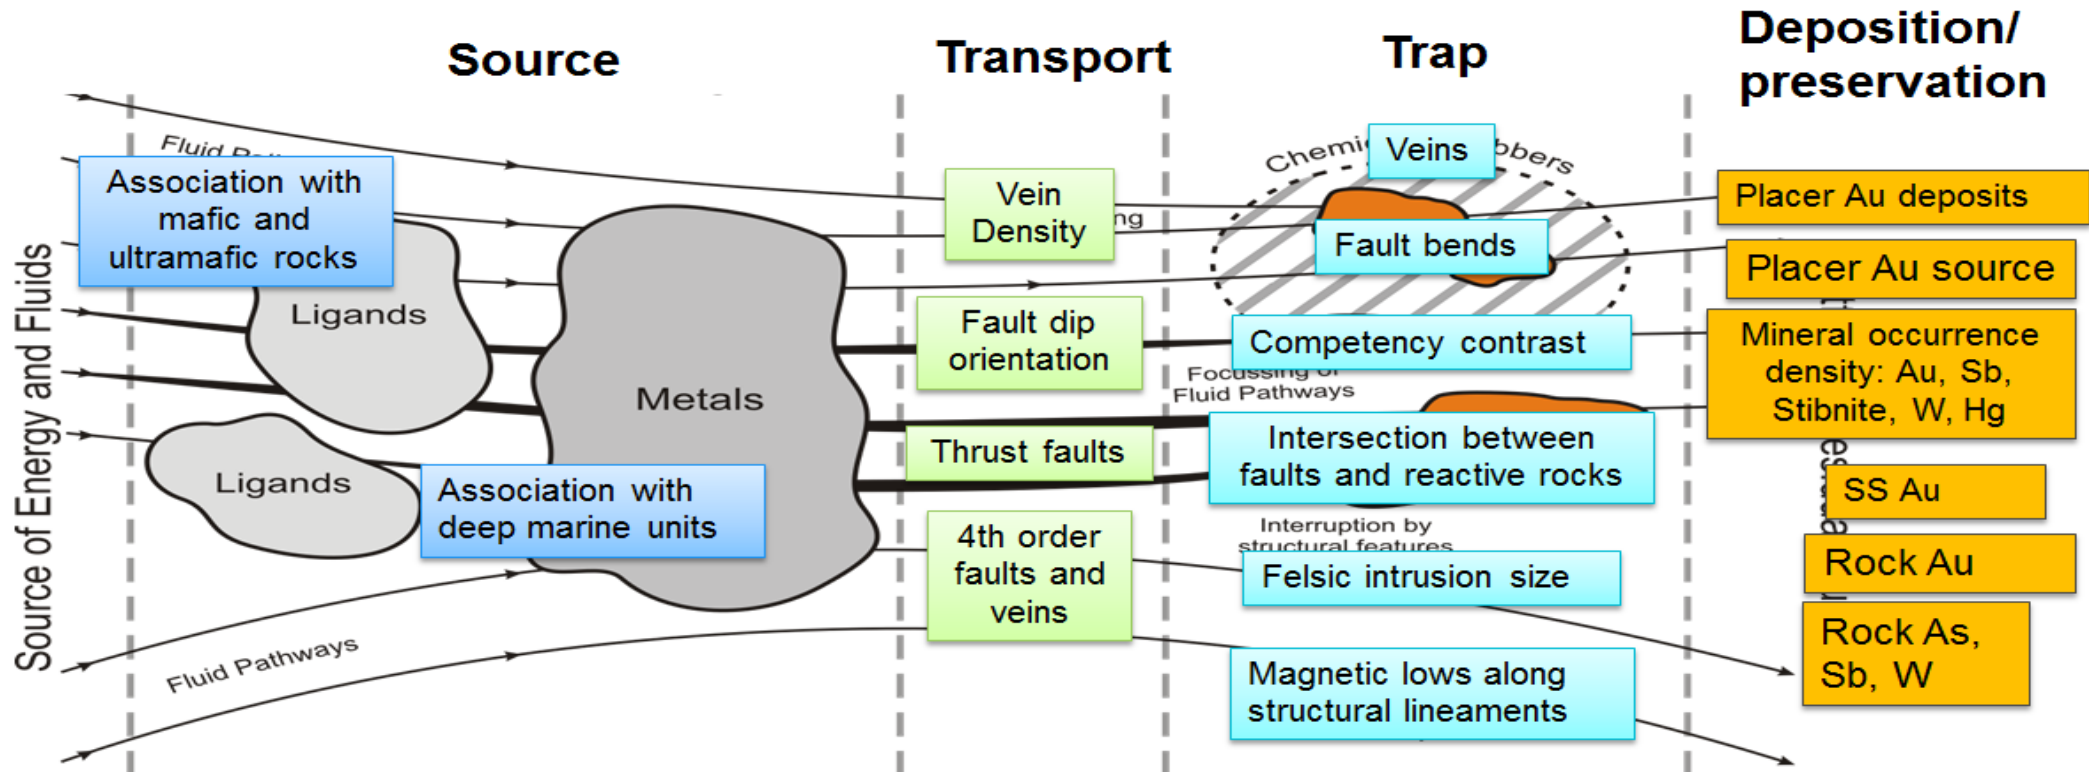 Source
Transport
Trap
Deposition/
preservation
Source of Energy and Fluids
Fluid
Association with
mafic and
ultramafic rocks
Ligands
Ligands
Metals
Association with
deep marine units
Fluid Pathways
Vein
Density
Fault dip
orientation
Thrust faults
4th order
faults and
veins
Veins
Fault bends
Competency contrast
Focussing of
Fluid Pathways
Intersection between
faults and reactive rocks
Interruption by
structural features
Felsic intrusion size
Magnetic lows along
structural lineaments
Placer Au deposits
Placer Au source
Mineral occurrence
density: Au, Sb,
Stibnite, W, Hg
SS Au
Rock Au
Rock As,
Sb, W